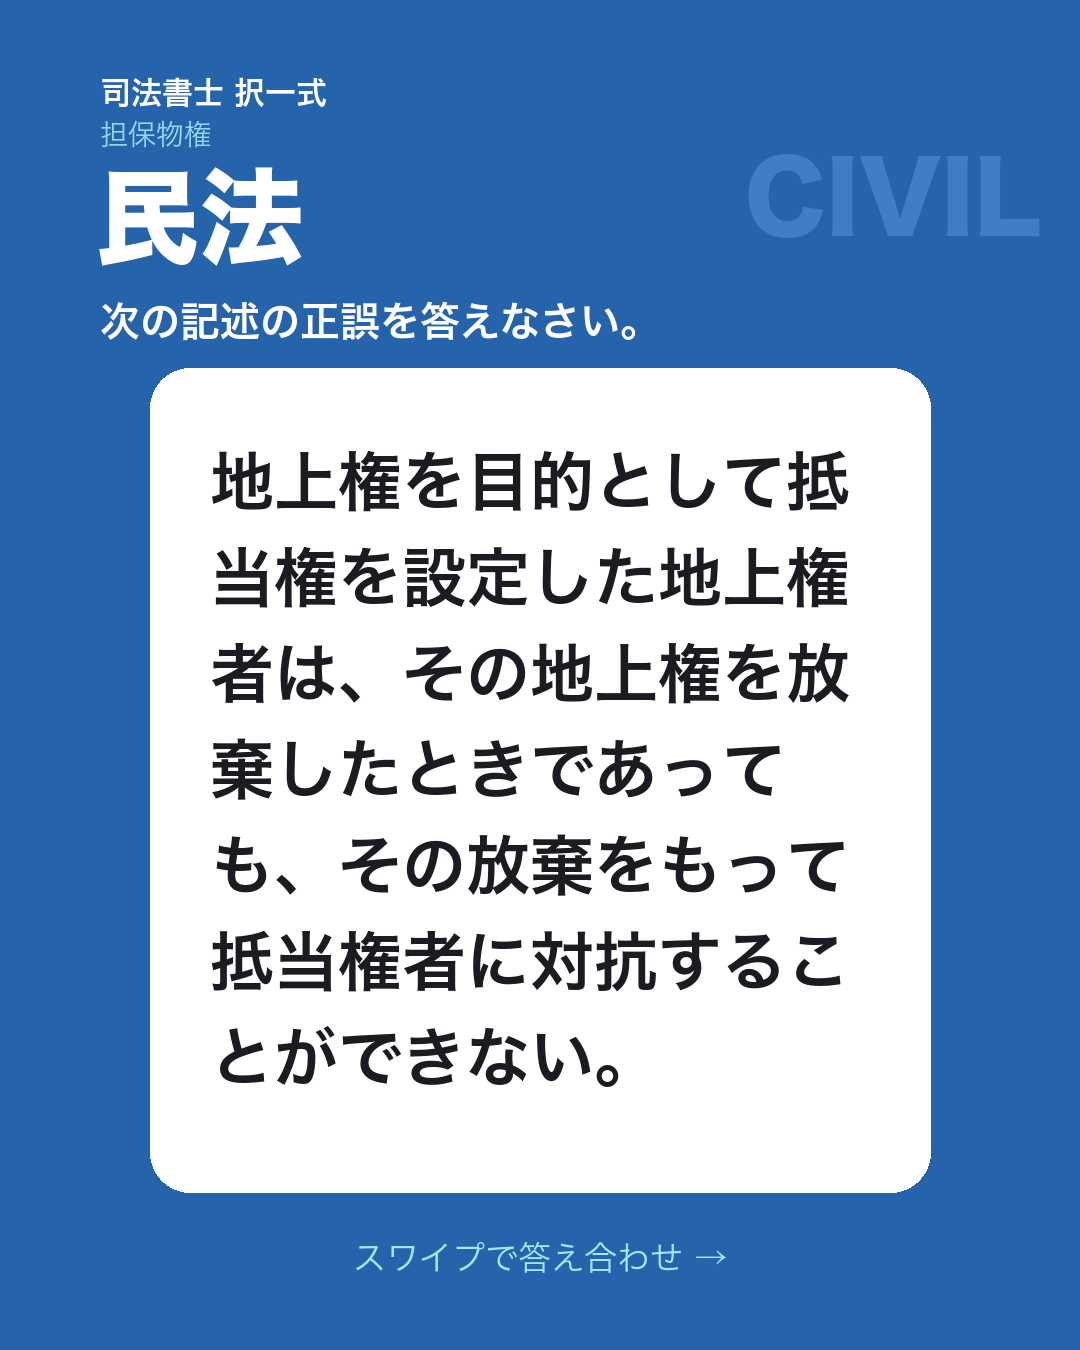 司法書士 択一式
担保物権
民法
CIVIL
次の記述の正誤を答えなさい。
地上権を目的として抵
当権を設定した地上権
者は、その地上権を放
棄したときであって
も、その放棄をもって
抵当権者に対抗するこ
とができない。
スワイプで答え合わせ →